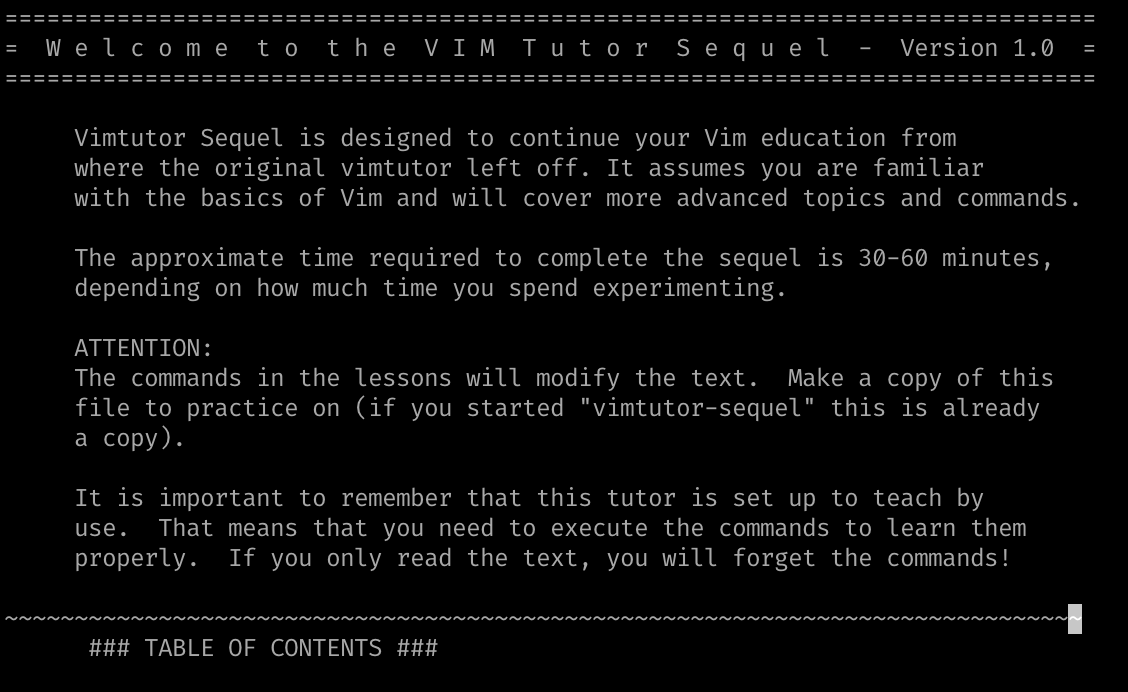 ==============================================================================
=  W e l c o m e  t o  t h e  V I M  T u t o r  S e q u e l  -  Version 1.0  =
==============================================================================
Vimtutor Sequel is designed to continue your Vim education from
where the original vimtutor left off. It assumes you are familiar
with the basics of Vim and will cover more advanced topics and commands.
The approximate time required to complete the sequel is 30-60 minutes,
depending on how much time you spend experimenting.
ATTENTION:
The commands in the lessons will modify the text.  Make a copy of this
file to practice on (if you started "vimtutor-sequel" this is already
a copy).
It is important to remember that this tutor is set up to teach by
use.  That means that you need to execute the commands to learn them
properly.  If you only read the text, you will forget the commands!
~~~~~~~~~~~~~~~~~~~~~~~~~~~~~~~~~~~~~~~~~~~~~~~~~~~~~~~~~~~~~~~~~~~~~~~~~~~~~
### TABLE OF CONTENTS ###